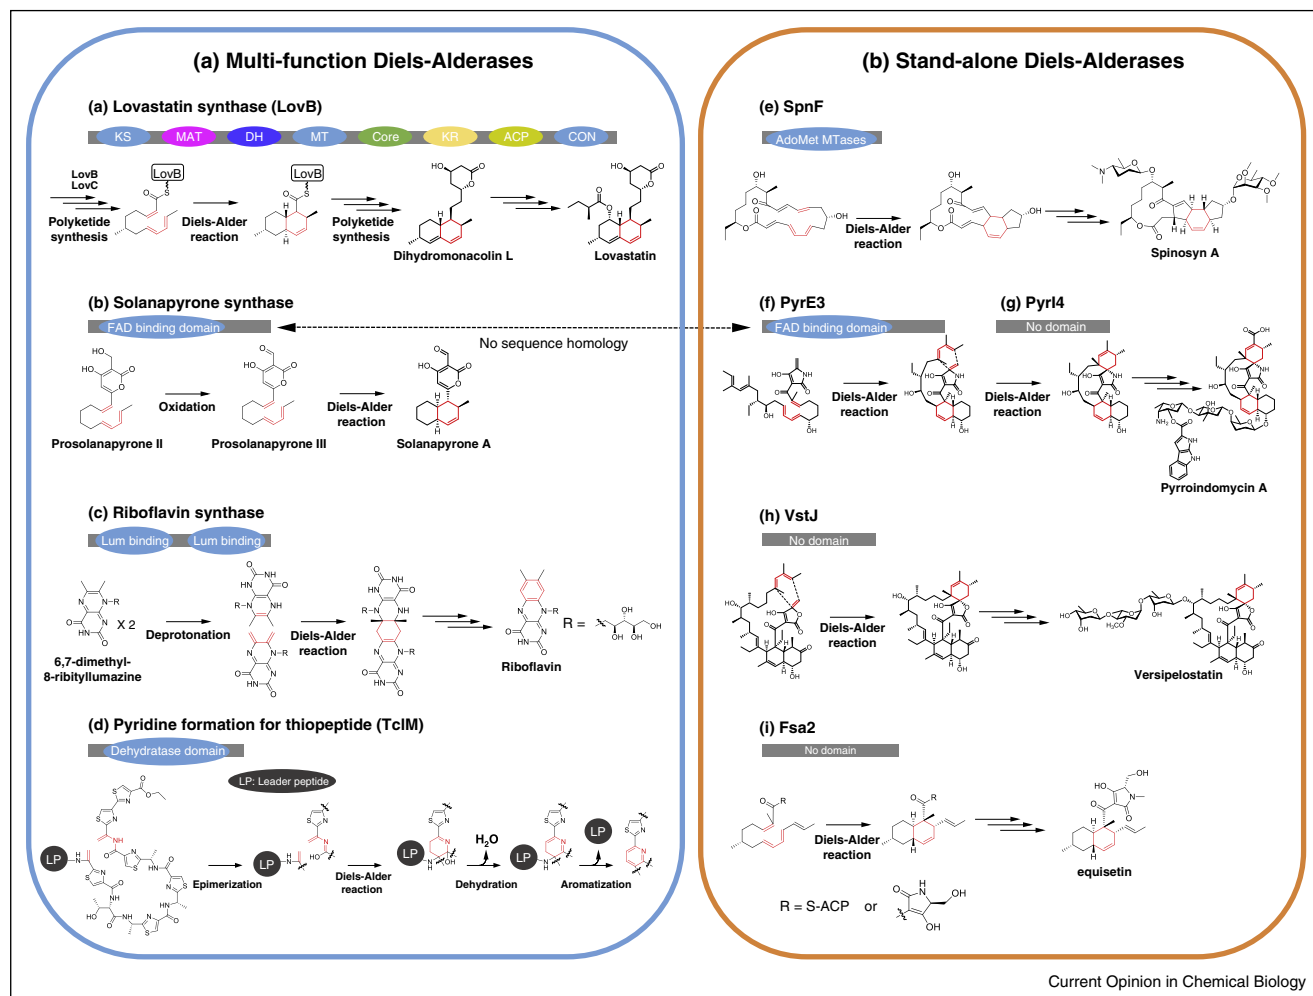 (a) Multi-function Diels-Alderases
(a) Lovastatin synthase (LovB)
KS MAT DH MT Core KR ACP CON
LovB
LovC
Polyketide
synthesis
LovB
Diels-Alder
reaction
LovB
Polyketide
synthesis
Dihydromonacolin L
Lovastatin
(b) Solanapyrone synthase
FAD binding domain
No sequence homology
Prosolanapyrone II
Oxidation
Prosolanapyrone III
Diels-Alder
reaction
Solanapyrone A
(c) Riboflavin synthase
Lum binding Lum binding
X 2
6,7-dimethyl-
8-ribityllumazine
Deprotonation
Diels-Alder
reaction
Riboflavin
R =
(d) Pyridine formation for thiopeptide (TclM)
Dehydratase domain
LP: Leader peptide
LP
Epimerization
LP
Diels-Alder
reaction
LP
H2O
Dehydration
LP
LP
Aromatization
(b) Stand-alone Diels-Alderases
(e) SpnF
AdoMet MTases
Diels-Alder
reaction
Spinosyn A
(f) PyrE3
FAD binding domain
(g) PyrI4
No domain
Diels-Alder
reaction
Diels-Alder
reaction
Pyrroindomycin A
(h) VstJ
No domain
Diels-Alder
reaction
Versipelostatin
(i) Fsa2
No domain
Diels-Alder
reaction
equisetin
R = S-ACP or
Current Opinion in Chemical Biology